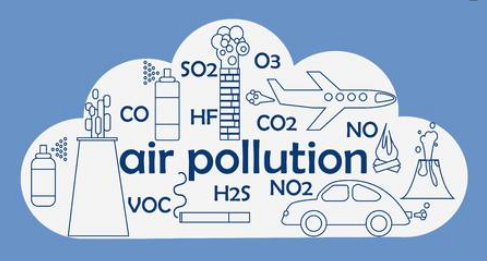 SO2
O3
CO
HF
CO2
NO
air pollution
VOC
H2S
NO2